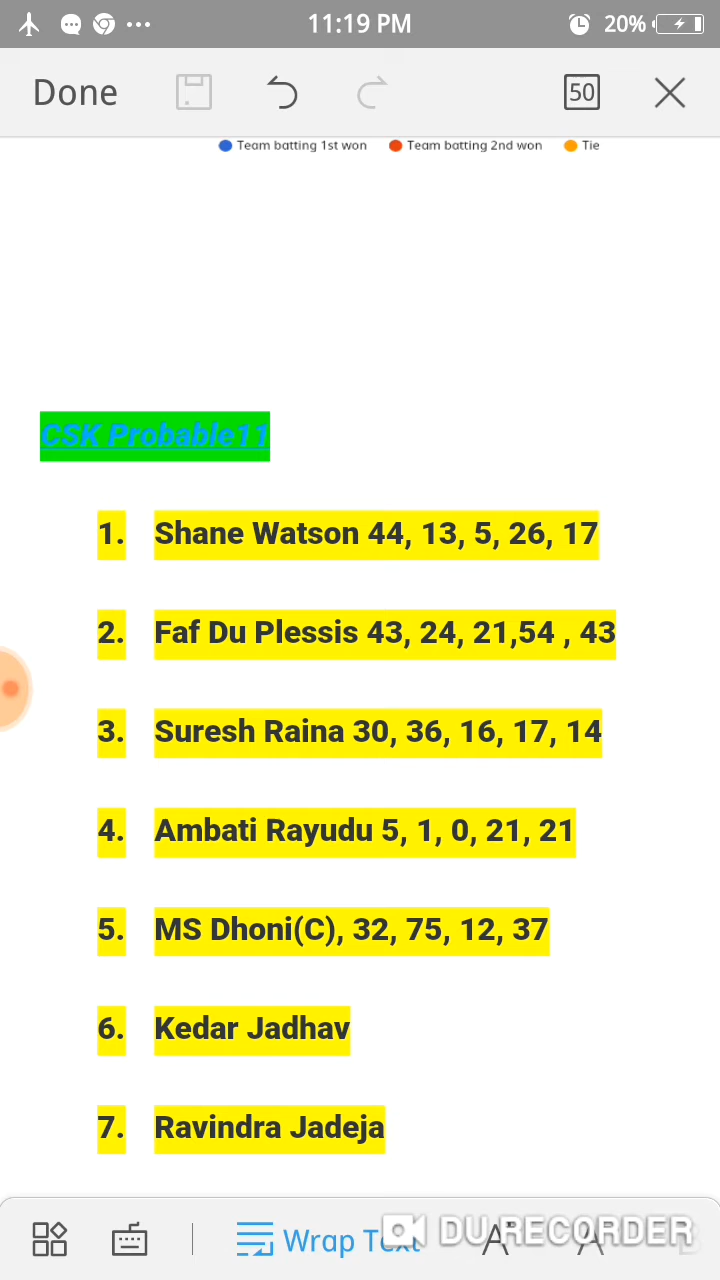 11:19 PM 20%
Done 50
Team batting 1st won Team batting 2nd won Tie
CSK Probable11
1. Shane Watson 44, 13, 5, 26, 17
2. Faf Du Plessis 43, 24, 21,54 , 43
3. Suresh Raina 30, 36, 16, 17, 14
4. Ambati Rayudu 5, 1, 0, 21, 21
5. MS Dhoni(C), 32, 75, 12, 37
6. Kedar Jadhav
7. Ravindra Jadeja
Wrap Text DU RECORDER